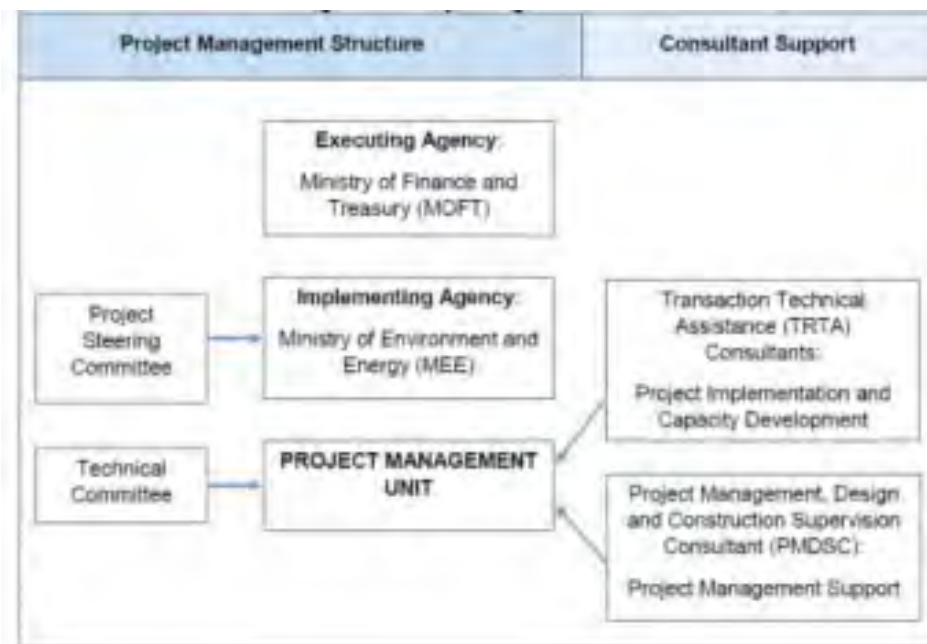 Project Management Structure
Consultant Support
Executing Agency:
Ministry of Finance and
Treasury (MOFT)
Project
Steering
Committee
Implementing Agency:
Ministry of Environment and
Energy (MEE)
Transaction Technical
Assistance (TRTA)
Consultants:
Project Implementation and
Capacity Development
Technical
Committee
PROJECT MANAGEMENT
UNIT
Project Management, Design
and Construction Supervision
Consultant (PMDSC):
Project Management Support